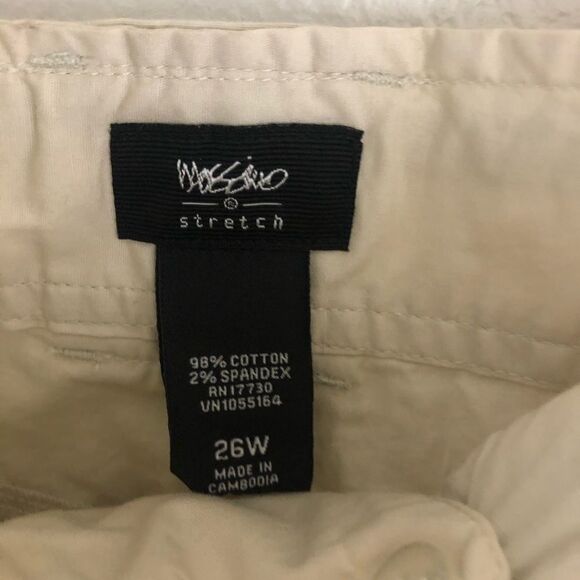 Mossimo
®
stretch
98% COTTON
2% SPANDEX
RN17730
VN1055164
26W
MADE IN
CAMBODIA